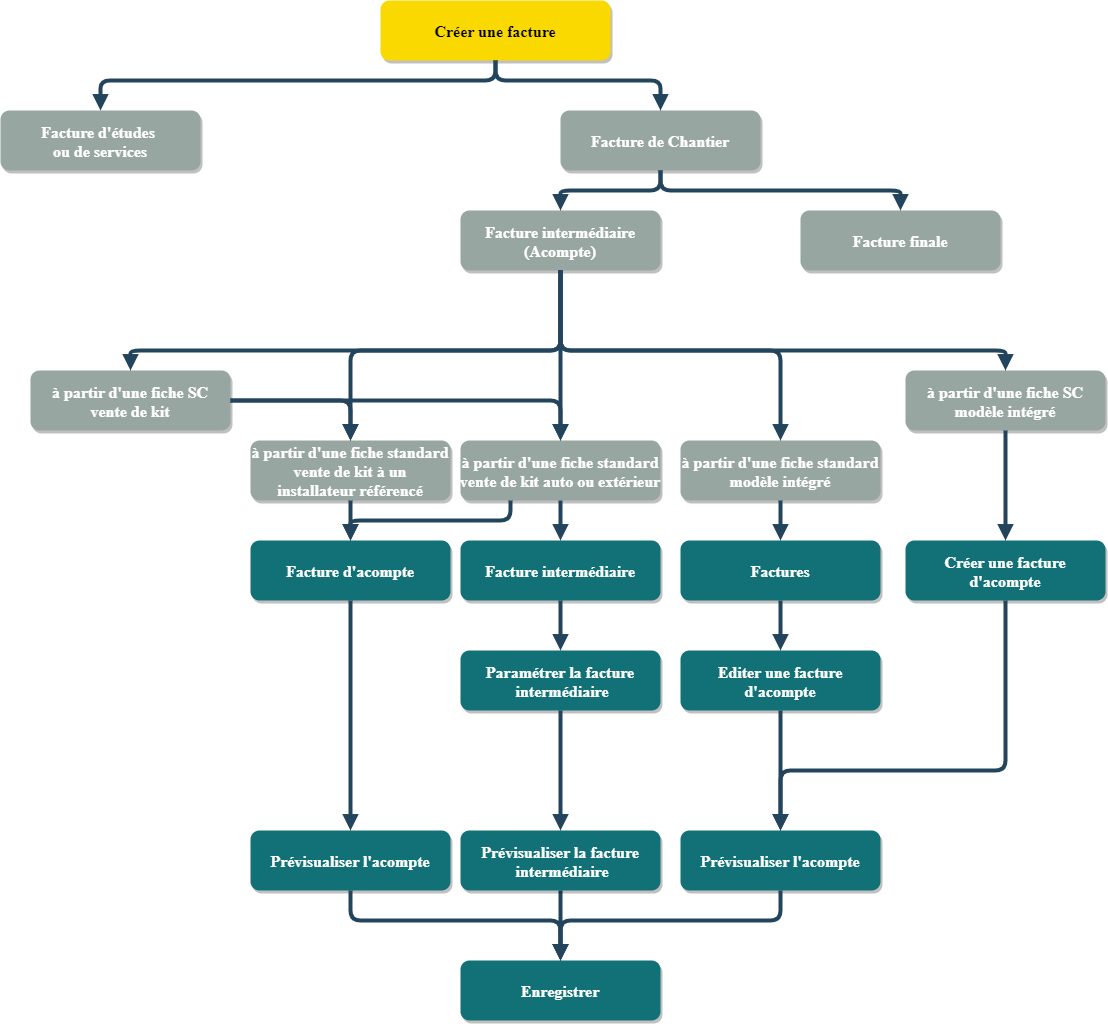 Créer une facture
Facture d'études
ou de services
Facture de Chantier
Facture intermédiaire
(Acompte)
Facture finale
à partir d'une fiche SC
vente de kit
à partir d'une fiche SC
modèle intégré
à partir d'une fiche standard
vente de kit à un
installateur référencé
à partir d'une fiche standard
vente de kit auto ou extérieur
à partir d'une fiche standard
modèle intégré
Facture d'acompte
Facture intermédiaire
Factures
Créer une facture
d'acompte
Paramétrer la facture
intermédiaire
Editer une facture
d'acompte
Prévisualiser l'acompte
Prévisualiser la facture
intermédiaire
Prévisualiser l'acompte
Enregistrer